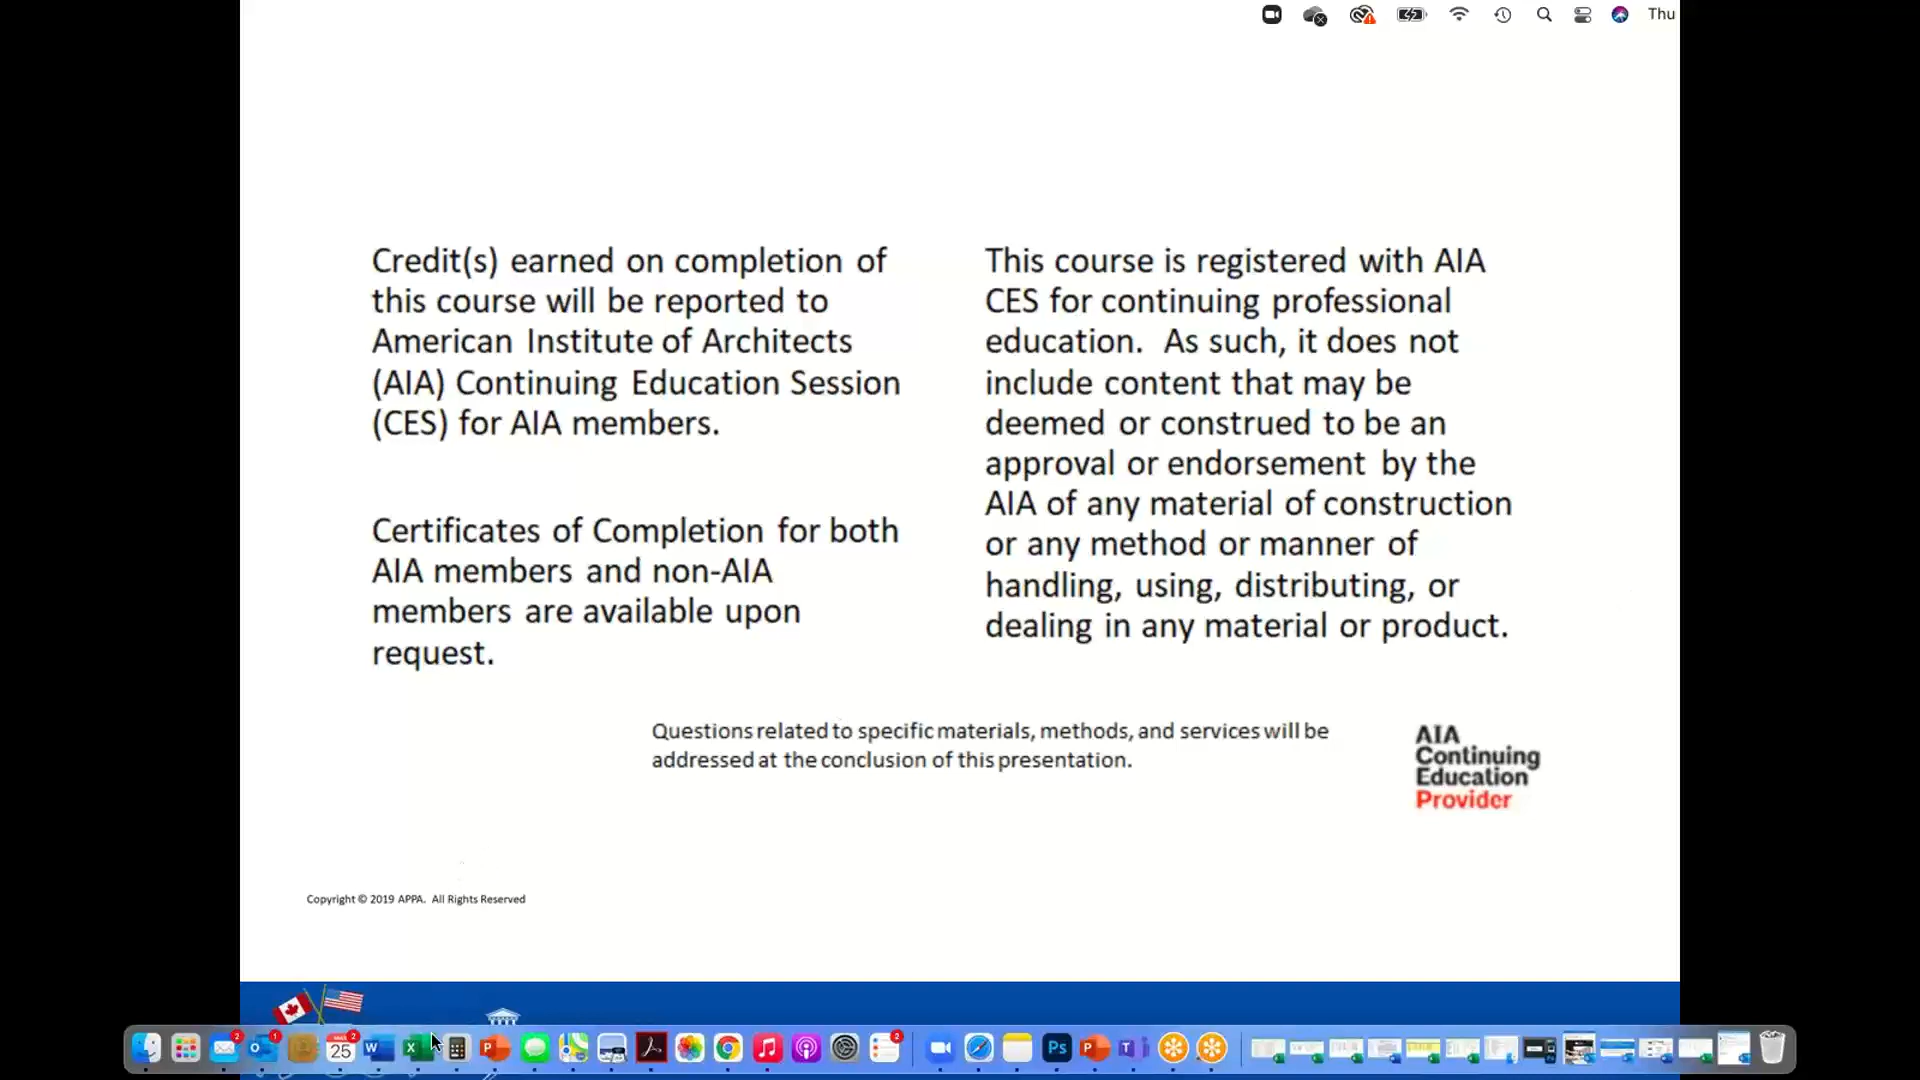 Thu
Credit(s) earned on completion of
this course will be reported to
American Institute of Architects
(AIA) Continuing Education Session
(CES) for AIA members.
Certificates of Completion for both
AIA members and non-AIA
members are available upon
request.
This course is registered with AIA
CES for continuing professional
education. As such, it does not
include content that may be
deemed or construed to be an
approval or endorsement by the
AIA of any material of construction
or any method or manner of
handling, using, distributing, or
dealing in any material or product.
Questions related to specific materials, methods, and services will be
addressed at the conclusion of this presentation.
AIA
Continuing
Education
Provider
Copyright © 2019 APPA. All Rights Reserved
2 1 2 25 W X P 2 Ps P T